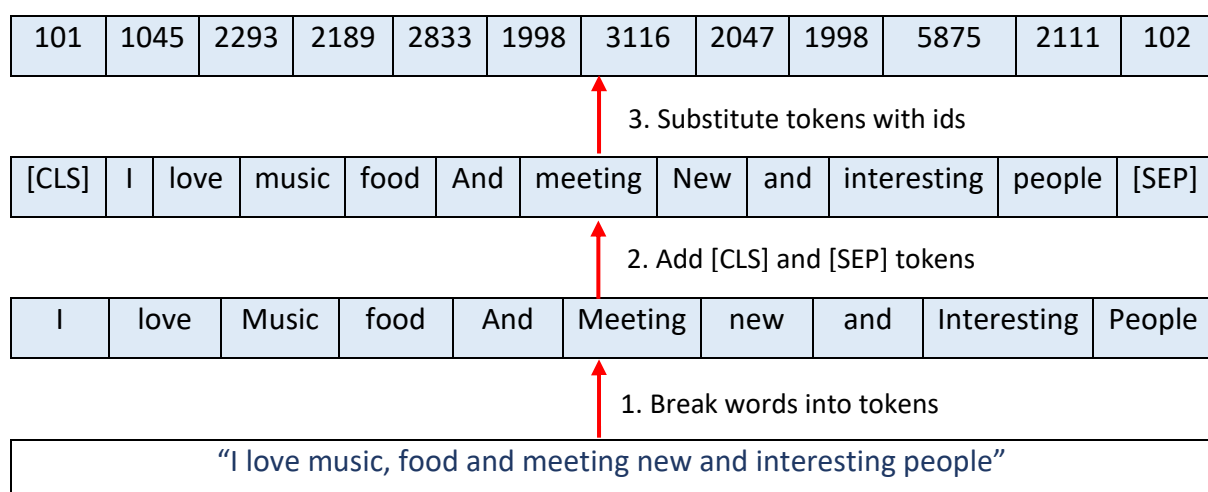 101 1045 2293 2189 2833 1998 3116 2047 1998 5875 2111 102
3. Substitute tokens with ids
[CLS] I love music food And meeting New and interesting people [SEP]
2. Add [CLS] and [SEP] tokens
I love Music food And Meeting new and Interesting People
1. Break words into tokens
“I love music, food and meeting new and interesting people”